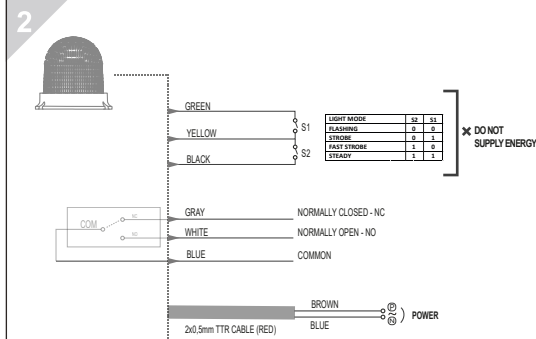 2
GREEN
YELLOW
BLACK
S1
S2
LIGHT MODE S2 S1
FLASHING 0 0
STROBE 0 1
FAST STROBE 1 0
STEADY 1 1
✖ DO NOT
SUPPLY ENERGY
COM
NC
NC
GRAY NORMALLY CLOSED - NC
WHITE NORMALLY OPEN - NO
BLUE COMMON
2x0,5mm TTR CABLE (RED)
BROWN
BLUE
P
N
POWER